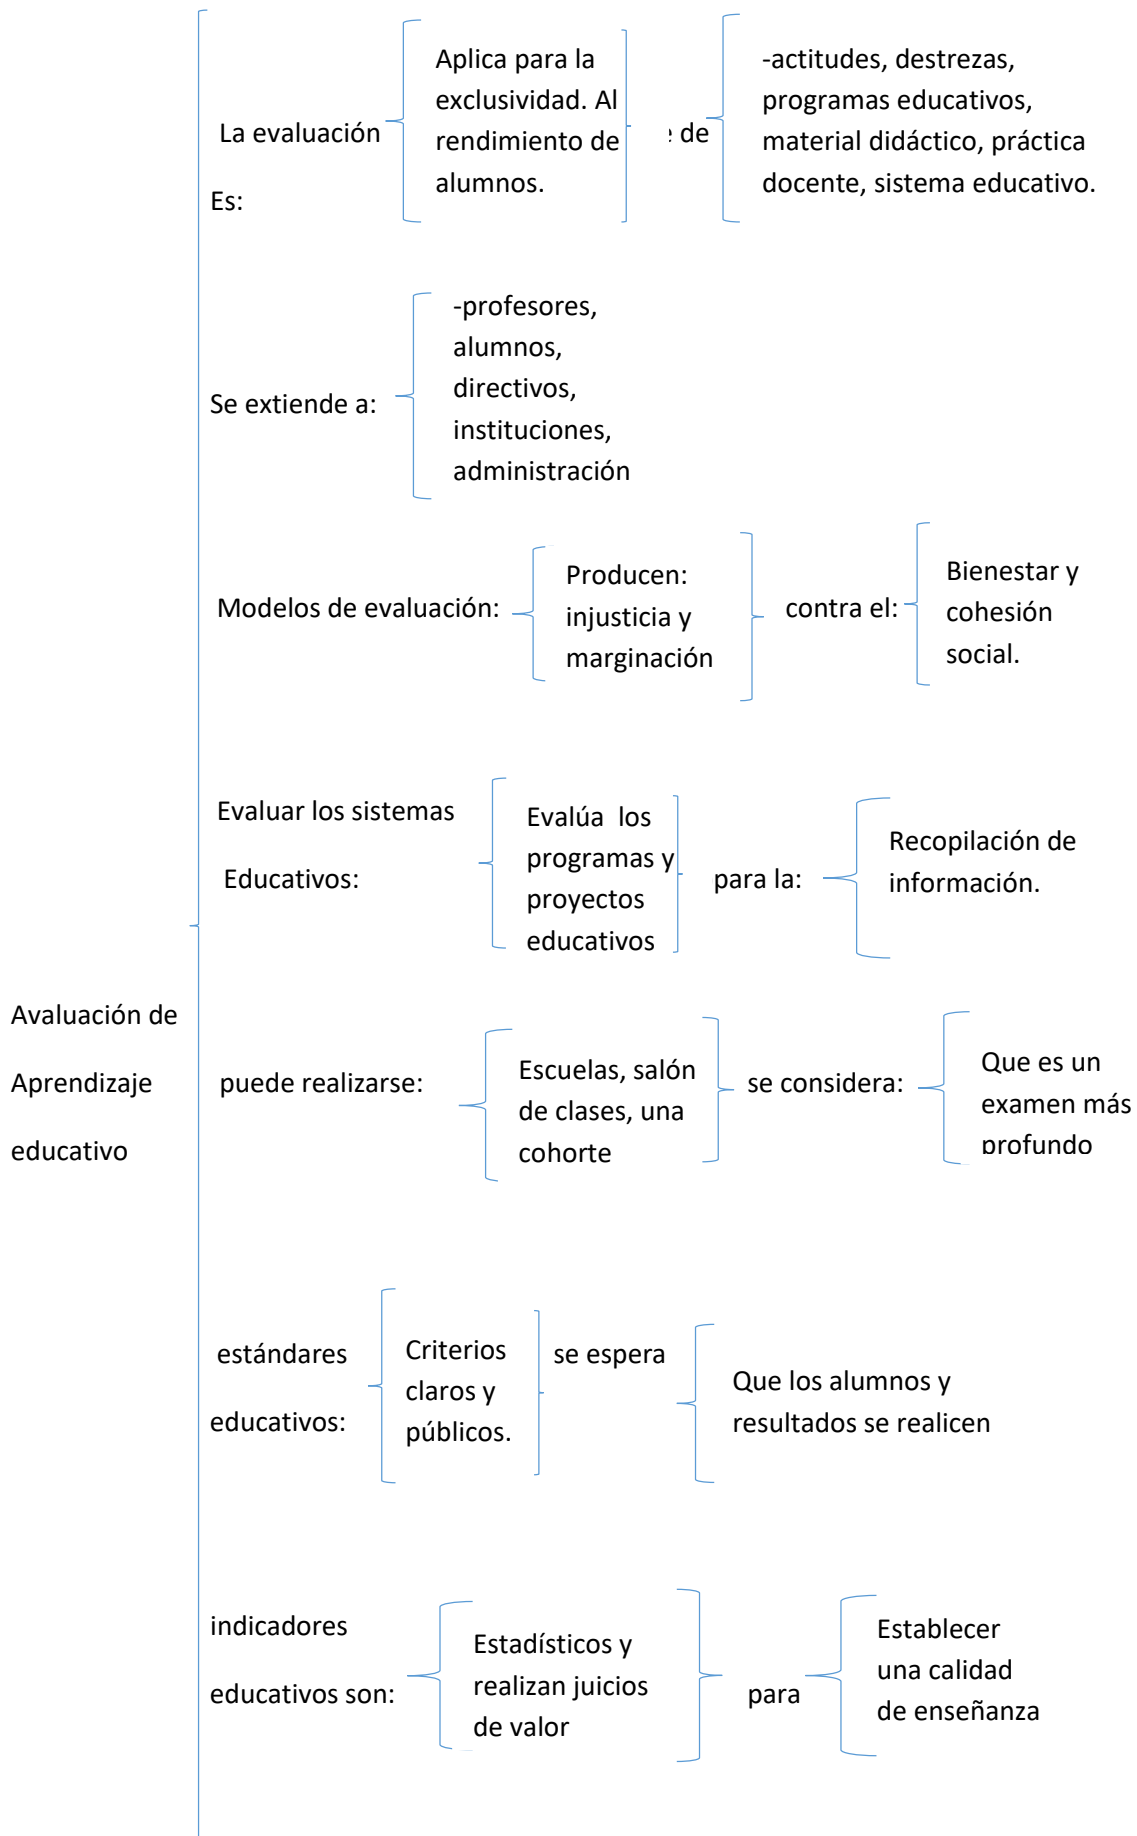 Avaluación de
Aprendizaje
educativo
La evaluación
Es:
Aplica para la
exclusividad. Al
rendimiento de
alumnos.
de
-actitudes, destrezas,
programas educativos,
material didáctico, práctica
docente, sistema educativo.
Se extiende a:
-profesores,
alumnos,
directivos,
instituciones,
administración
Modelos de evaluación:
Producen:
injusticia y
marginación
contra el:
Bienestar y
cohesión
social.
Evaluar los sistemas
Educativos:
Evalúa los
programas y
proyectos
educativos
para la:
Recopilación de
información.
puede realizarse:
Escuelas, salón
de clases, una
cohorte
se considera:
Que es un
examen más
profundo
estándares
educativos:
Criterios
claros y
públicos.
se espera
Que los alumnos y
resultados se realicen
indicadores
educativos son:
Estadísticos y
realizan juicios
de valor
para
Establecer
una calidad
de enseñanza